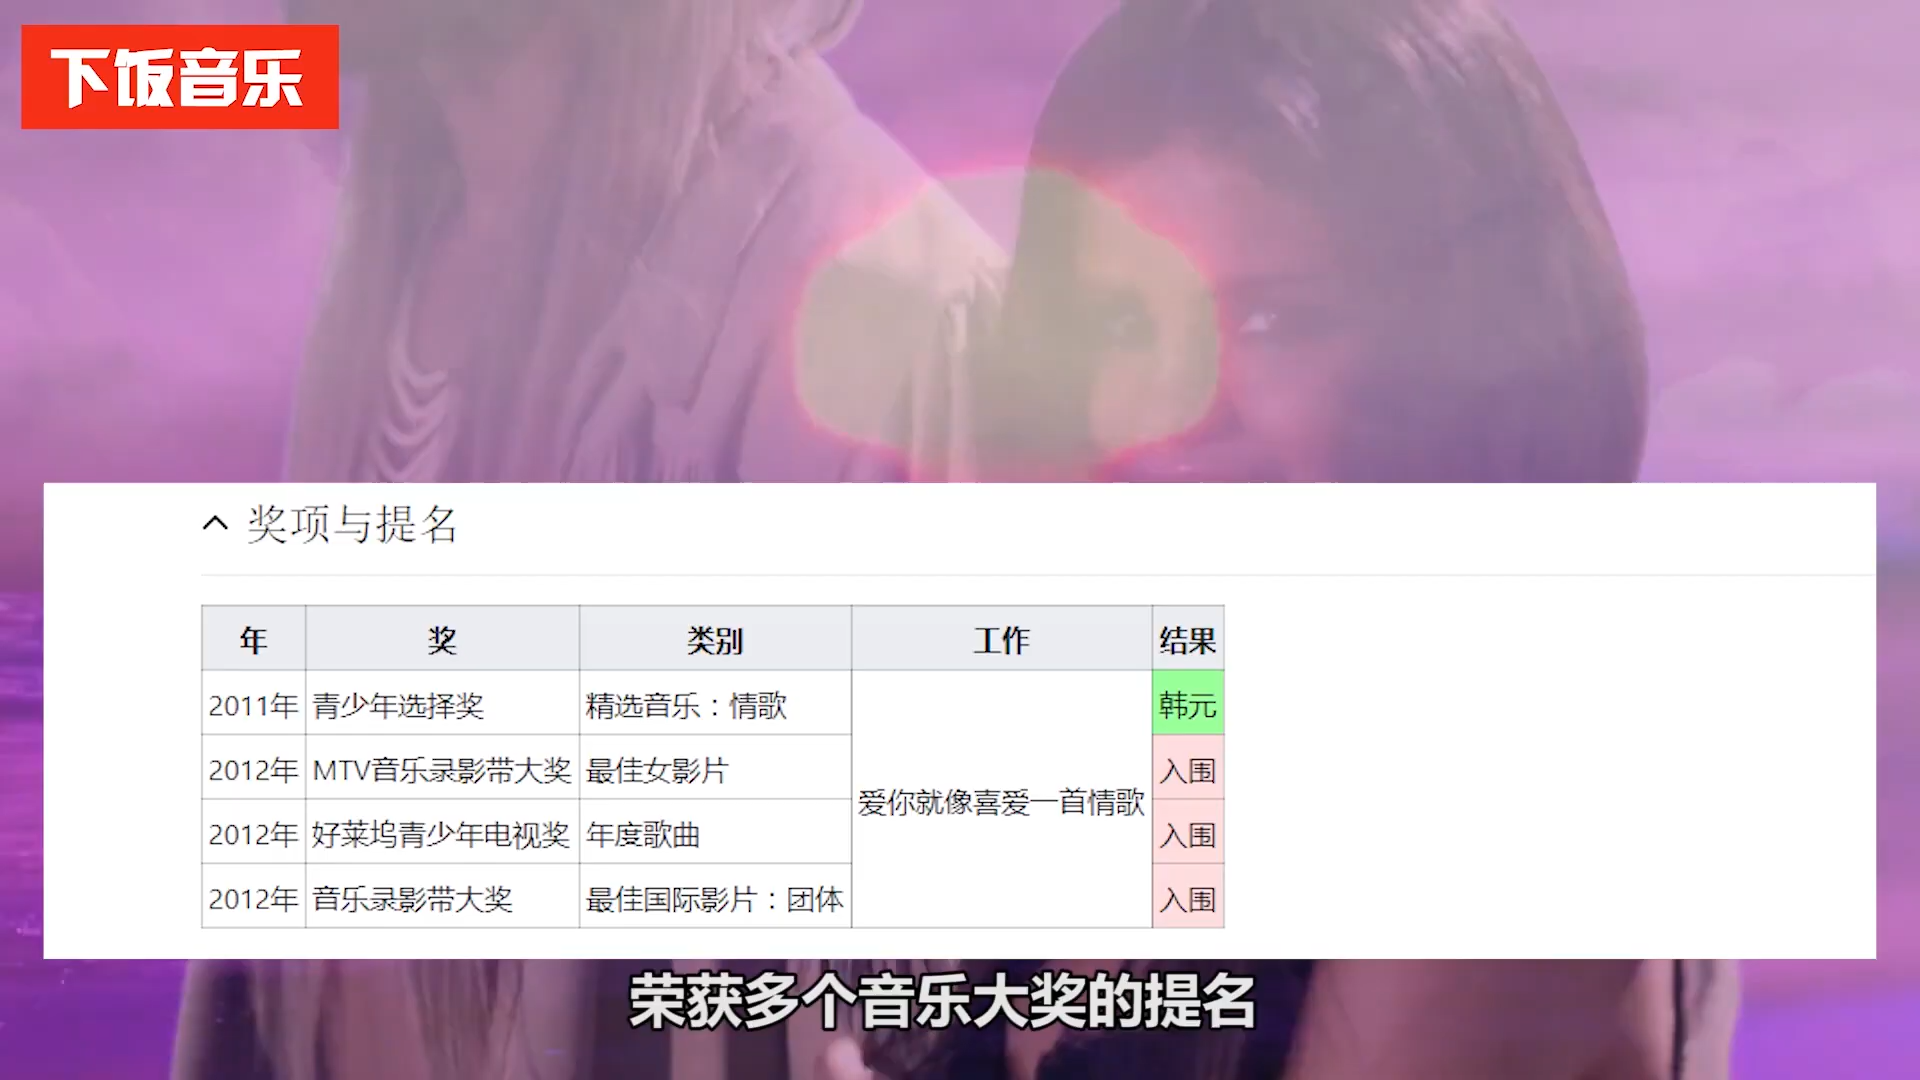 下饭音乐
奖项与提名
年 奖 类别 工作 结果
2011年 青少年选择奖 精选音乐：情歌 爱你就像喜爱一首情歌 韩元
2012年 MTV音乐录影带大奖 最佳女影片 入围
2012年 好莱坞青少年电视奖 年度歌曲 入围
2012年 音乐录影带大奖 最佳国际影片：团体 入围
荣获多个音乐大奖的提名